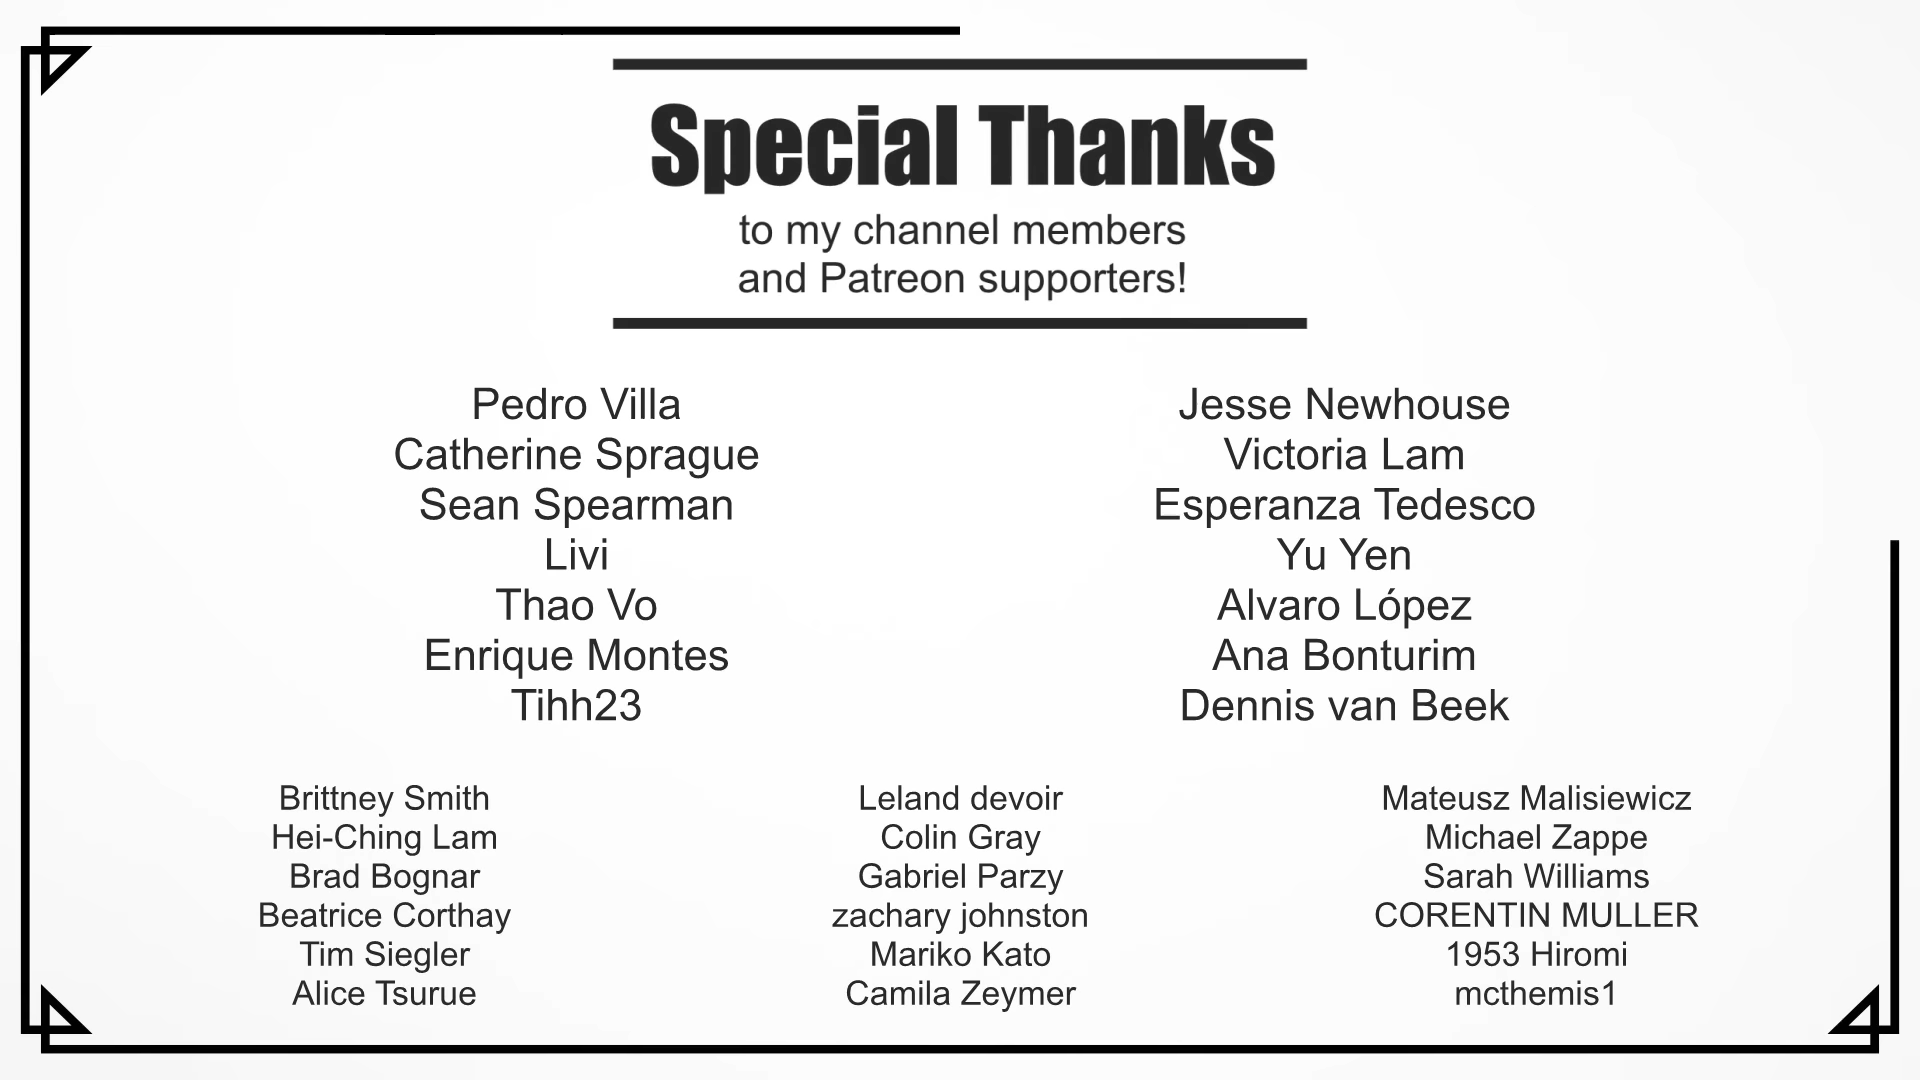 Special Thanks
to my channel members
and Patreon supporters!
Pedro Villa
Catherine Sprague
Sean Spearman
Livi
Thao Vo
Enrique Montes
Tihh23
Jesse Newhouse
Victoria Lam
Esperanza Tedesco
Yu Yen
Alvaro López
Ana Bonturim
Dennis van Beek
Brittney Smith
Hei-Ching Lam
Brad Bognar
Beatrice Corthay
Tim Siegler
Alice Tsurue
Leland devoir
Colin Gray
Gabriel Parzy
zachary johnston
Mariko Kato
Camila Zeymer
Mateusz Malisiewicz
Michael Zappe
Sarah Williams
CORENTIN MULLER
1953 Hiromi
mcthemis1